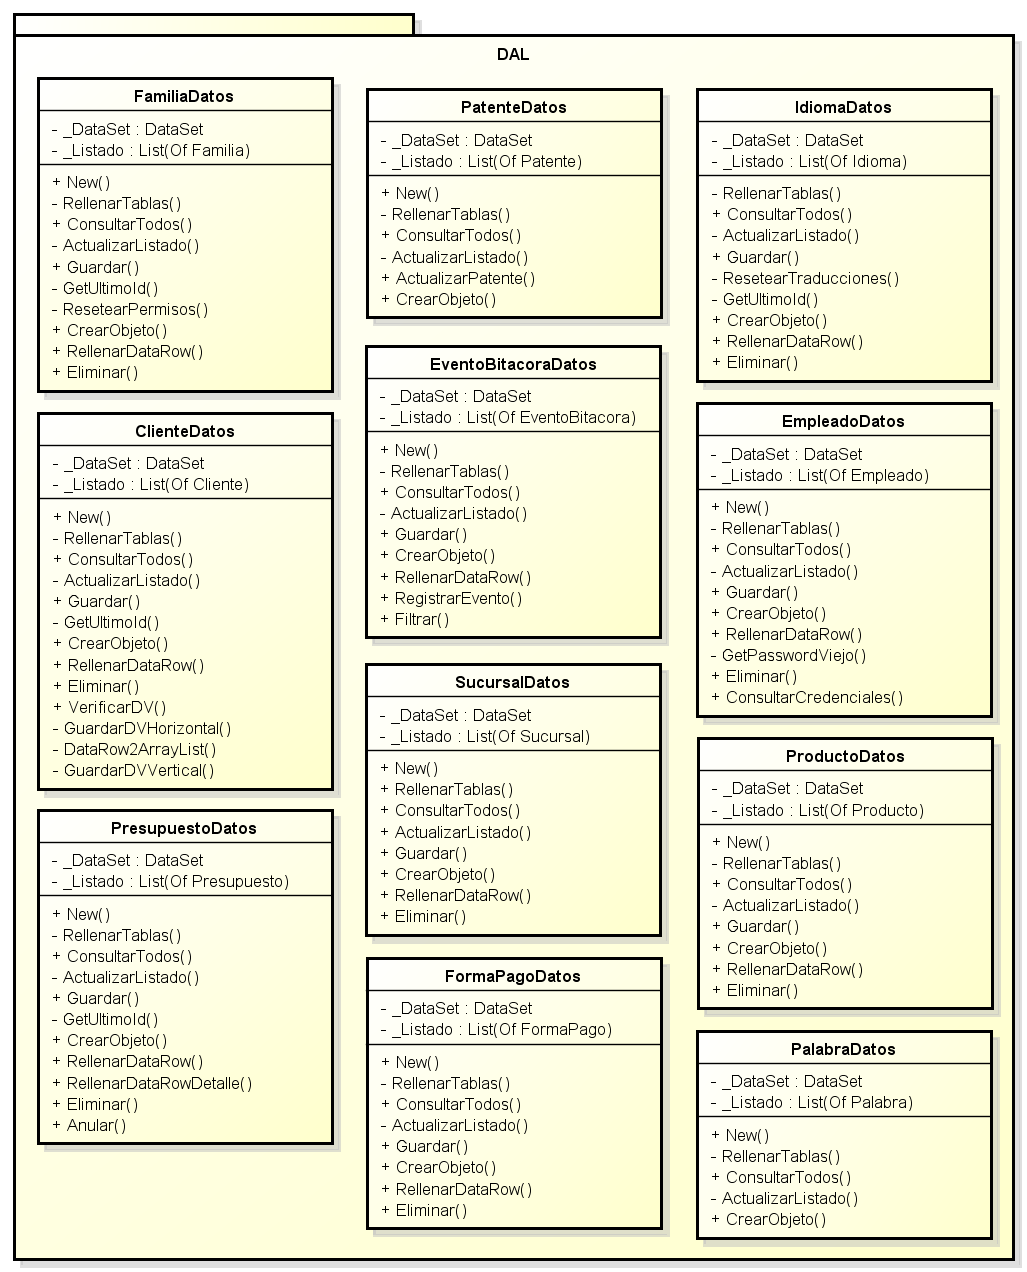 DAL
FamiliaDatos
- _DataSet : DataSet
- _Listado : List(Of Familia)
+ New()
- RellenarTablas()
+ ConsultarTodos()
- ActualizarListado()
+ Guardar()
- GetUltimoId()
- ResetearPermisos()
+ CrearObjeto()
+ RellenarDataRow()
+ Eliminar()
ClienteDatos
- _DataSet : DataSet
- _Listado : List(Of Cliente)
+ New()
- RellenarTablas()
+ ConsultarTodos()
- ActualizarListado()
+ Guardar()
- GetUltimoId()
+ CrearObjeto()
+ RellenarDataRow()
+ Eliminar()
+ VerificarDV()
- GuardarDVHorizontal()
- DataRow2ArrayList()
- GuardarDVVertical()
PresupuestoDatos
- _DataSet : DataSet
- _Listado : List(Of Presupuesto)
+ New()
- RellenarTablas()
+ ConsultarTodos()
- ActualizarListado()
+ Guardar()
- GetUltimoId()
+ CrearObjeto()
+ RellenarDataRow()
+ RellenarDataRowDetalle()
+ Eliminar()
+ Anular()
PatenteDatos
- _DataSet : DataSet
- _Listado : List(Of Patente)
+ New()
- RellenarTablas()
+ ConsultarTodos()
- ActualizarListado()
+ ActualizarPatente()
+ CrearObjeto()
EventoBitacoraDatos
- _DataSet : DataSet
- _Listado : List(Of EventoBitacora)
+ New()
- RellenarTablas()
+ ConsultarTodos()
- ActualizarListado()
+ Guardar()
+ CrearObjeto()
+ RellenarDataRow()
+ RegistrarEvento()
+ Filtrar()
SucursalDatos
- _DataSet : DataSet
- _Listado : List(Of Sucursal)
+ New()
+ RellenarTablas()
+ ConsultarTodos()
+ ActualizarListado()
+ Guardar()
+ CrearObjeto()
+ RellenarDataRow()
+ Eliminar()
FormaPagoDatos
- _DataSet : DataSet
- _Listado : List(Of FormaPago)
+ New()
- RellenarTablas()
+ ConsultarTodos()
- ActualizarListado()
+ Guardar()
+ CrearObjeto()
+ RellenarDataRow()
+ Eliminar()
IdiomaDatos
- _DataSet : DataSet
- _Listado : List(Of Idioma)
- RellenarTablas()
+ ConsultarTodos()
- ActualizarListado()
+ Guardar()
- ResetearTraducciones()
- GetUltimoId()
+ CrearObjeto()
+ RellenarDataRow()
+ Eliminar()
EmpleadoDatos
- _DataSet : DataSet
- _Listado : List(Of Empleado)
+ New()
- RellenarTablas()
+ ConsultarTodos()
- ActualizarListado()
+ Guardar()
+ CrearObjeto()
+ RellenarDataRow()
- GetPasswordViejo()
+ Eliminar()
+ ConsultarCredenciales()
ProductoDatos
- _DataSet : DataSet
- _Listado : List(Of Producto)
+ New()
- RellenarTablas()
+ ConsultarTodos()
- ActualizarListado()
+ Guardar()
+ CrearObjeto()
+ RellenarDataRow()
+ Eliminar()
PalabraDatos
- _DataSet : DataSet
- _Listado : List(Of Palabra)
+ New()
- RellenarTablas()
+ ConsultarTodos()
- ActualizarListado()
+ CrearObjeto()